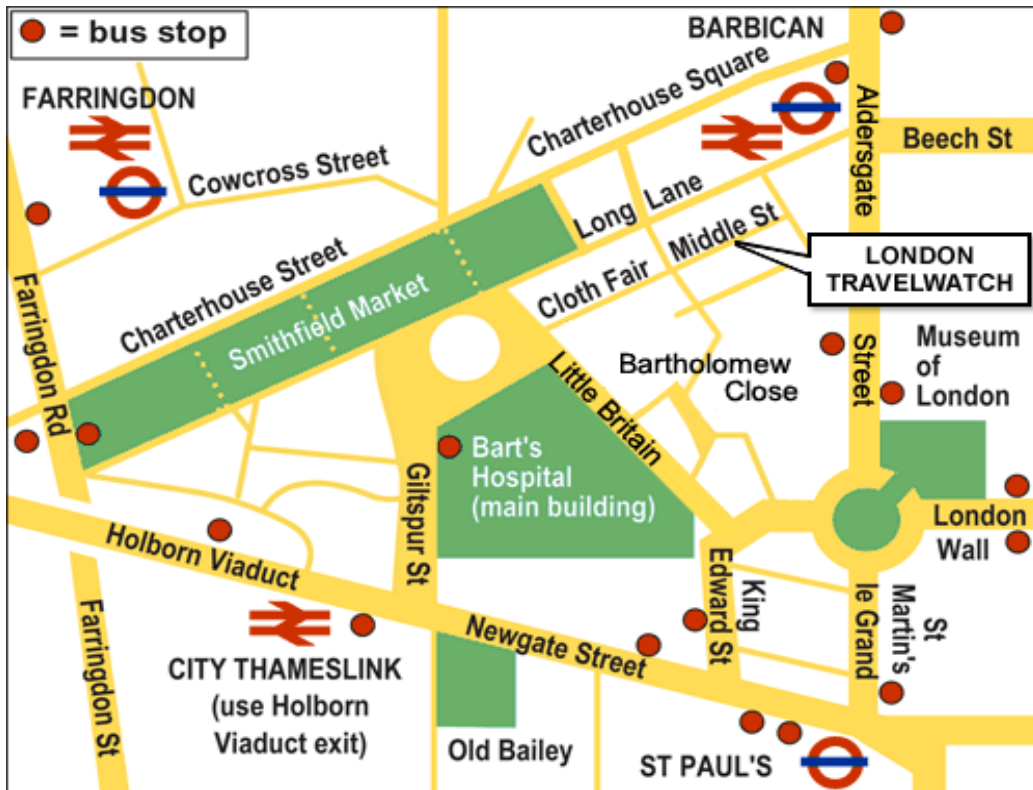 = bus stop
BARBICAN
FARRINGDON
Charterhouse Square
Aldersgate
Street
Beech St
Cowcross Street
Long Lane
Middle St
LONDON
TRAVELWATCH
Charterhouse Street
Cloth Fair
Smithfield Market
Farringdon Rd
Museum
of
London
Bartholomew
Close
Little Britain
Bart's
Hospital
(main building)
Giltspur St
London
Wall
Holborn Viaduct
King
Edward St
St
Martin's
le Grand
Newgate Street
Farringdon St
CITY THAMESLINK
(use Holborn
Viaduct exit)
Old Bailey
ST PAUL'S